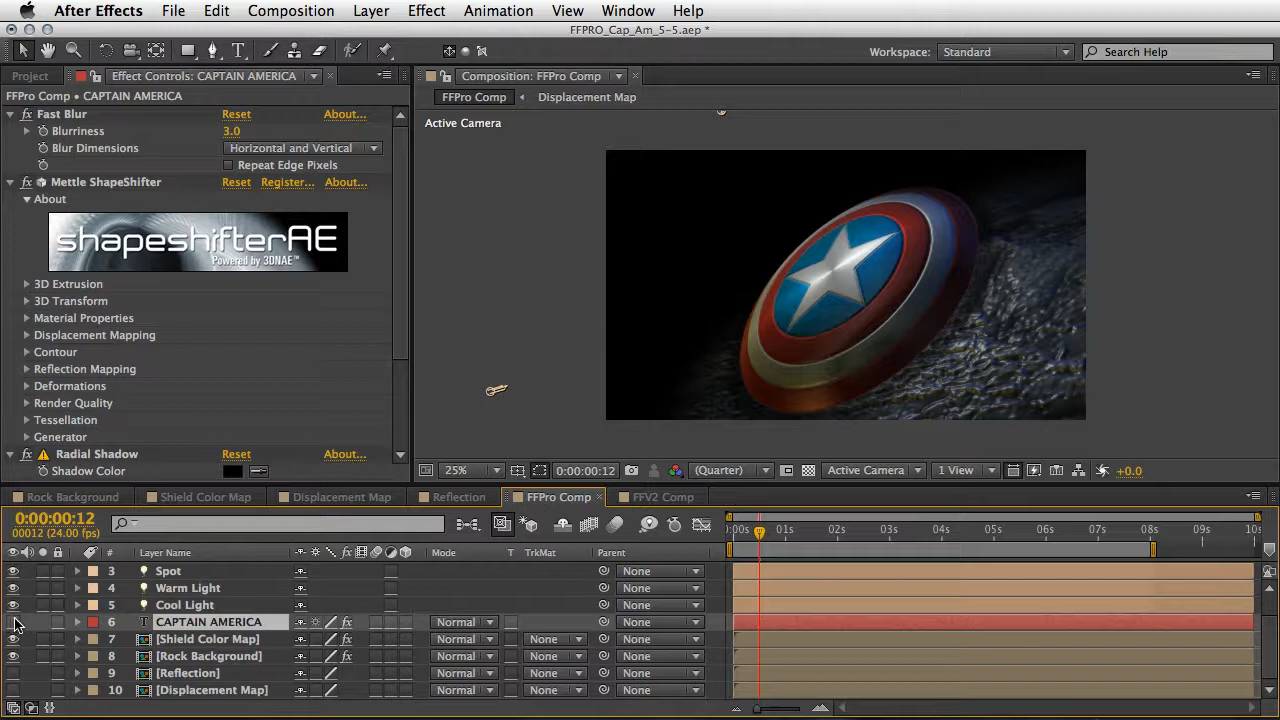 After Effects File Edit Composition Layer Effect Animation View Window Help
FFPRO_Cap_Am_5-5.aep *
Workspace: Standard Search Help
Project Effect Controls: CAPTAIN AMERICA Composition: FFPro Comp
FFPro Comp • CAPTAIN AMERICA FFPro Comp Displacement Map
fx Fast Blur Reset About...
Active Camera
Blurriness 3.0
Blur Dimensions Horizontal and Vertical
Repeat Edge Pixels
fx Mettle ShapeShifter Reset Register... About...
About
shapeshifterAE
Powered by 3DNAE™
3D Extrusion
3D Transform
Material Properties
Displacement Mapping
Contour
Reflection Mapping
Deformations
Render Quality
Tessellation
Generator
fx Radial Shadow Reset About...
Shadow Color
25% 0:00:00:12 (Quarter) Active Camera 1 View +0.0
Rock Background Shield Color Map Displacement Map Reflection FFPro Comp FFV2 Comp
0:00:00:12
00012 (24.00 fps)
0:00s 01s 02s 03s 04s 05s 06s 07s 08s 09s 10s
# Layer Name fx Mode T TrkMat Parent
3 Spot None
4 Warm Light None
5 Cool Light None
6 T CAPTAIN AMERICA fx Normal None
7 [Shield Color Map] fx Normal None None
8 [Rock Background] fx Normal None None
9 [Reflection] Normal None None
10 [Displacement Map] Normal None None